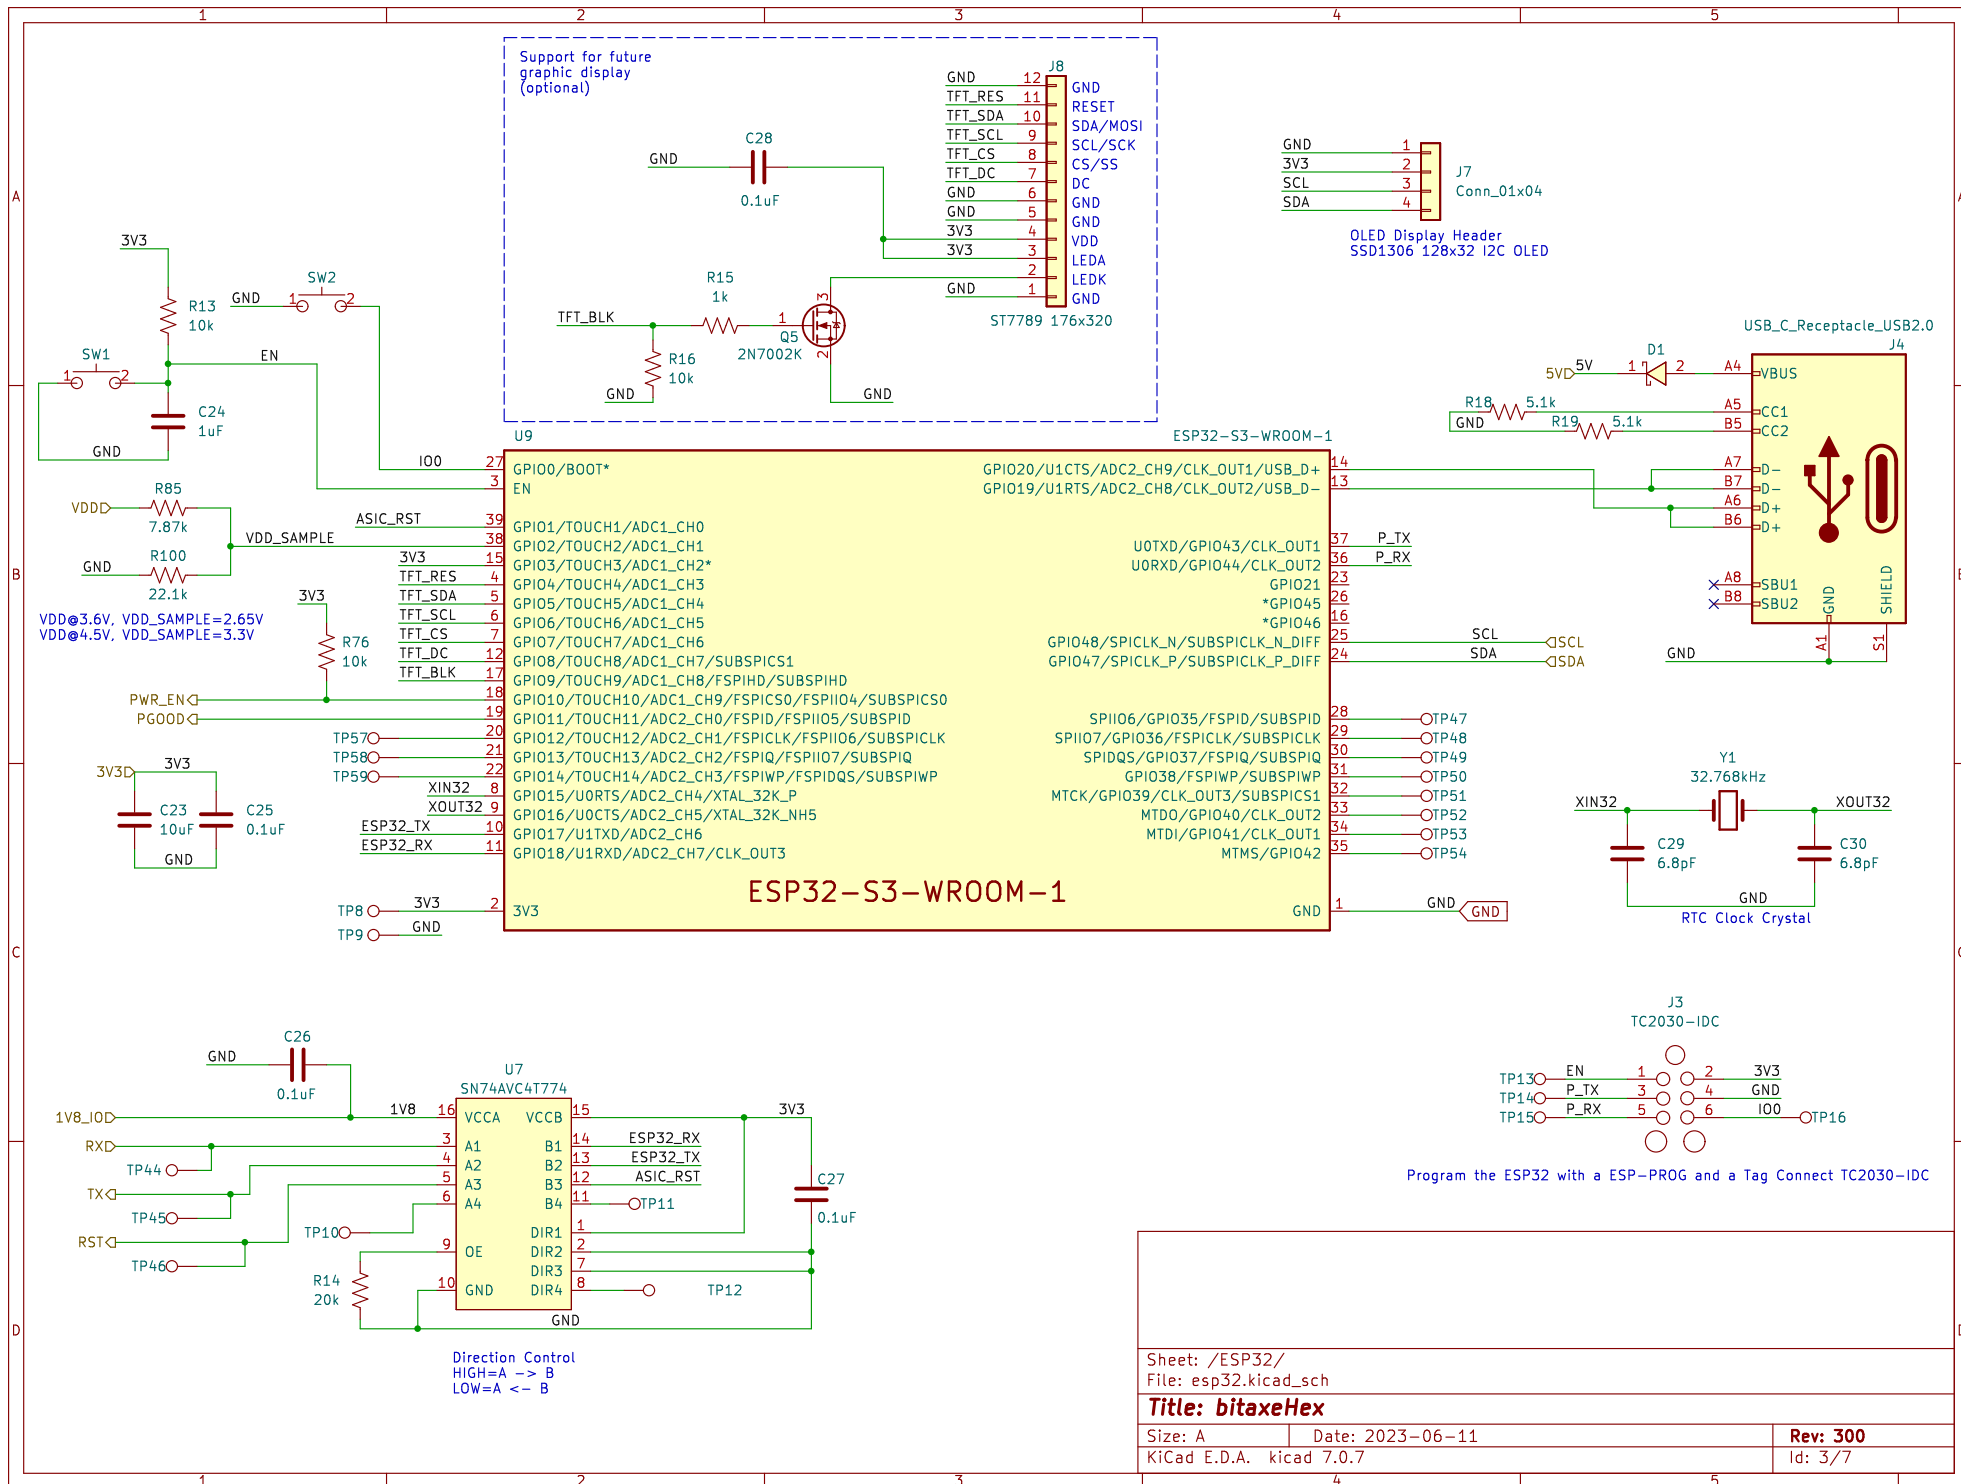 1 2 3 4 5
A
B
C
D
Support for future
graphic display
(optional)
J8
GND 12 GND
TFT_RES 11 RESET
TFT_SDA 10 SDA/MOSI
TFT_SCL 9 SCL/SCK
TFT_CS 8 CS/SS
TFT_DC 7 DC
GND 6 GND
GND 5 GND
3V3 4 VDD
3V3 3 LEDA
2 LEDK
GND 1 GND
ST7789 176x320
C28
GND
0.1uF
R15
1k
TFT_BLK
1
3
2
Q5
2N7002K
R16
10k
GND
GND
GND 1
3V3 2
SCL 3
SDA 4
J7
Conn_01x04
OLED Display Header
SSD1306 128x32 I2C OLED
3V3
R13
10k
SW2
GND 1 2
SW1
1 2
EN
C24
1uF
GND
IO0
R85
VDD
7.87k
VDD_SAMPLE
R100
GND
22.1k
VDD@3.6V, VDD_SAMPLE=2.65V
VDD@4.5V, VDD_SAMPLE=3.3V
3V3
R76
10k
PWR_EN
PGOOD
3V3 3V3
C23
10uF
C25
0.1uF
GND
U9
ESP32-S3-WROOM-1
27 GPIO0/BOOT*
3 EN
ASIC_RST 39 GPIO1/TOUCH1/ADC1_CH0
38 GPIO2/TOUCH2/ADC1_CH1
3V3 15 GPIO3/TOUCH3/ADC1_CH2*
TFT_RES 4 GPIO4/TOUCH4/ADC1_CH3
TFT_SDA 5 GPIO5/TOUCH5/ADC1_CH4
TFT_SCL 6 GPIO6/TOUCH6/ADC1_CH5
TFT_CS 7 GPIO7/TOUCH7/ADC1_CH6
TFT_DC 12 GPIO8/TOUCH8/ADC1_CH7/SUBSPICS1
TFT_BLK 17 GPIO9/TOUCH9/ADC1_CH8/FSPIHD/SUBSPIHD
18 GPIO10/TOUCH10/ADC1_CH9/FSPICS0/FSPIIO4/SUBSPICS0
19 GPIO11/TOUCH11/ADC2_CH0/FSPID/FSPIIO5/SUBSPID
TP57 20 GPIO12/TOUCH12/ADC2_CH1/FSPICLK/FSPIIO6/SUBSPICLK
TP58 21 GPIO13/TOUCH13/ADC2_CH2/FSPIQ/FSPIIO7/SUBSPIQ
TP59 22 GPIO14/TOUCH14/ADC2_CH3/FSPIWP/FSPIDQS/SUBSPIWP
XIN32 8 GPIO15/U0RTS/ADC2_CH4/XTAL_32K_P
XOUT32 9 GPIO16/U0CTS/ADC2_CH5/XTAL_32K_NH5
ESP32_TX 10 GPIO17/U1TXD/ADC2_CH6
ESP32_RX 11 GPIO18/U1RXD/ADC2_CH7/CLK_OUT3
TP8 3V3 2 3V3
TP9 GND
ESP32-S3-WROOM-1
GPIO20/U1CTS/ADC2_CH9/CLK_OUT1/USB_D+ 14
GPIO19/U1RTS/ADC2_CH8/CLK_OUT2/USB_D- 13
U0TXD/GPIO43/CLK_OUT1 37 P_TX
U0RXD/GPIO44/CLK_OUT2 36 P_RX
GPIO21 23
*GPIO45 26
*GPIO46 16
GPIO48/SPICLK_N/SUBSPICLK_N_DIFF 25 SCL SCL
GPIO47/SPICLK_P/SUBSPICLK_P_DIFF 24 SDA SDA
SPIIO6/GPIO35/FSPID/SUBSPID 28 TP47
SPIIO7/GPIO36/FSPICLK/SUBSPICLK 29 TP48
SPIDQS/GPIO37/FSPIQ/SUBSPIQ 30 TP49
GPIO38/FSPIWP/SUBSPIWP 31 TP50
MTCK/GPIO39/CLK_OUT3/SUBSPICS1 32 TP51
MTDO/GPIO40/CLK_OUT2 33 TP52
MTDI/GPIO41/CLK_OUT1 34 TP53
MTMS/GPIO42 35 TP54
GND 1 GND GND
USB_C_Receptacle_USB2.0
J4
D1
5V 5V 1 2 A4 VBUS
R18 5.1k A5 CC1
GND R19 5.1k B5 CC2
A7 D-
B7 D-
A6 D+
B6 D+
A8 SBU1
B8 SBU2
GND
SHIELD
A1
S1
GND
Y1
32.768kHz
XIN32
XOUT32
C29
6.8pF
C30
6.8pF
GND
RTC Clock Crystal
J3
TC2030-IDC
TP13 EN 1 2 3V3
TP14 P_TX 3 4 GND
TP15 P_RX 5 6 IO0 TP16
Program the ESP32 with a ESP-PROG and a Tag Connect TC2030-IDC
C26
GND
0.1uF
U7
SN74AVC4T774
1V8_IO 1V8 16 VCCA VCCB 15 3V3
RX 3 A1 B1 14 ESP32_RX
TP44 4 A2 B2 13 ESP32_TX
TX 5 A3 B3 12 ASIC_RST
TP45 6 A4 B4 11 TP11
TP10 DIR1 1
RST 9 OE DIR2 2
TP46 DIR3 7
10 GND DIR4 8 TP12
C27
0.1uF
R14
20k
GND
Direction Control
HIGH=A -> B
LOW=A <- B
Sheet: /ESP32/
File: esp32.kicad_sch
Title: bitaxeHex
Size: A Date: 2023-06-11 Rev: 300
KiCad E.D.A. kicad 7.0.7 Id: 3/7
1 2 3 4 5